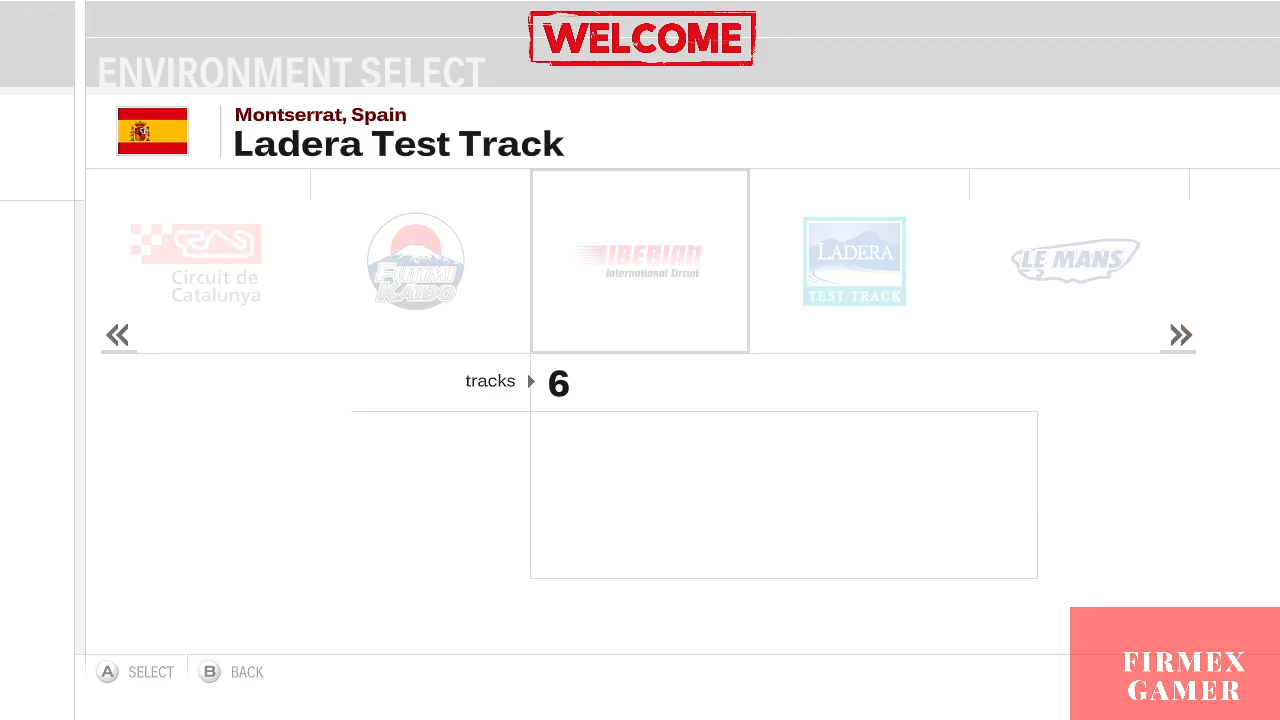 WELCOME
ENVIRONMENT SELECT
Montserrat, Spain
Ladera Test Track
Circuit de
Catalunya
FUJIMI
KAIDO
IBERIAN
International Circuit
LADERA
TEST TRACK
LE MANS
tracks 6
A SELECT B BACK
FIRMEX
GAMER